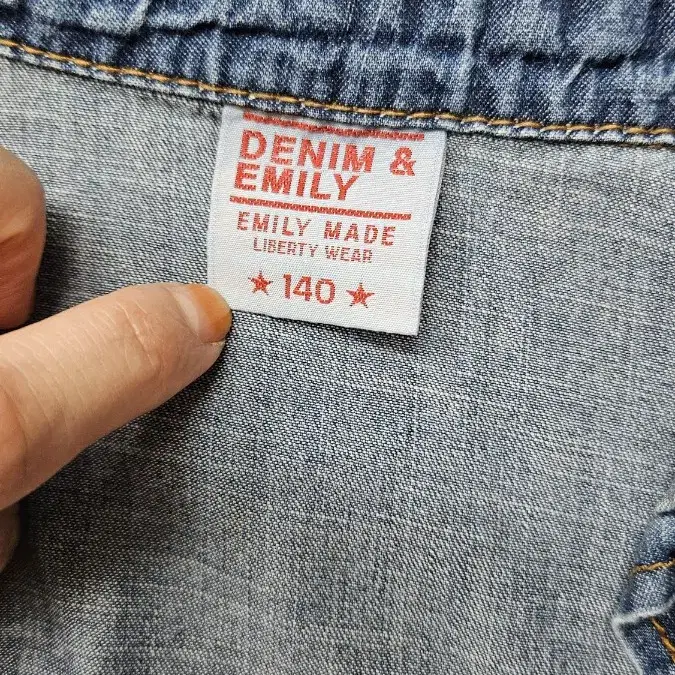 DENIM &
EMILY
EMILY MADE
LIBERTY WEAR
★ 140 ★